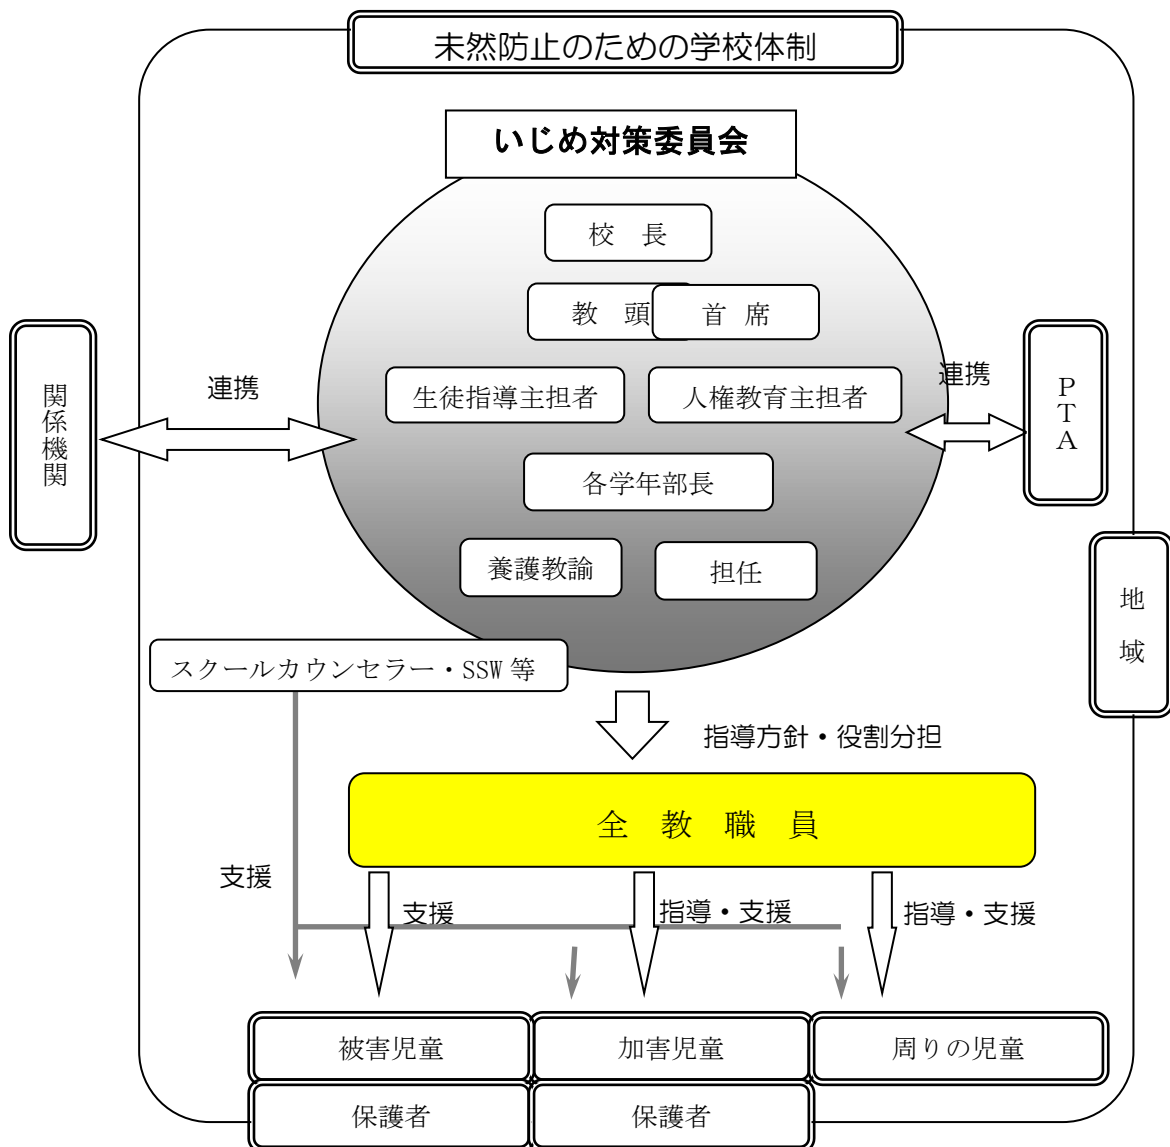 未然防止のための学校体制
いじめ対策委員会
校　長
教　頭
首 席
生徒指導主担者
人権教育主担者
各学年部長
養護教諭
担任
関係機関
連携
連携
PTA
地域
スクールカウンセラー・SSW 等
指導方針・役割分担
全 教 職 員
支援
支援
指導・支援
指導・支援
被害児童
加害児童
周りの児童
保護者
保護者